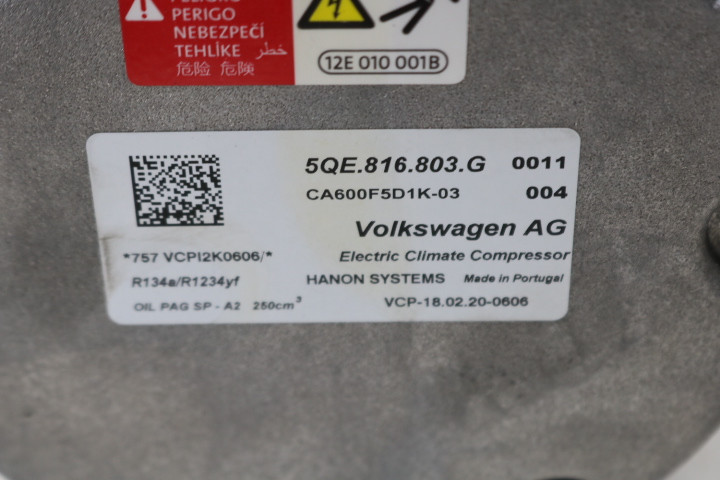 PERIGO
NEBEZPEČÍ
TEHLİKE خطر
危险 危険
12E 010 001B
5QE.816.803.G 0011
CA600F5D1K-03 004
Volkswagen AG
*757 VCPI2K0606/* Electric Climate Compressor
R134a/R1234yf HANON SYSTEMS Made in Portugal
OIL PAG SP - A2 250cm³ VCP-18.02.20-0606